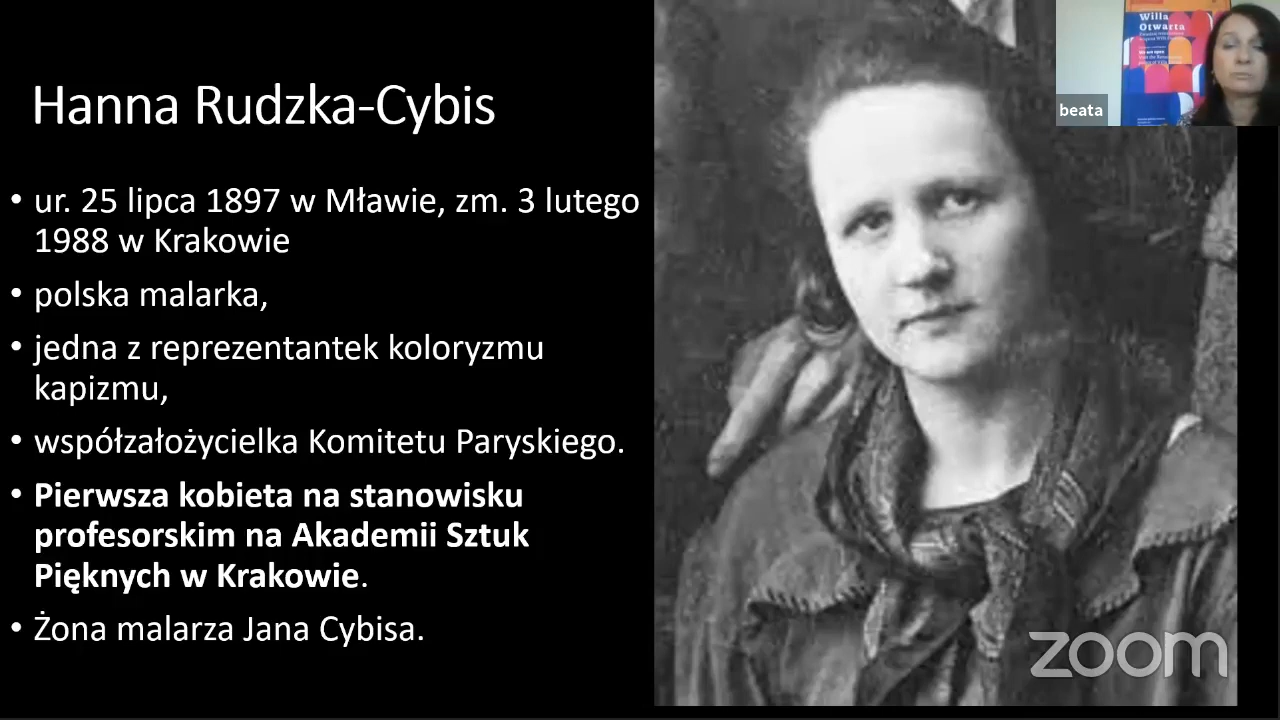 Hanna Rudzka-Cybis
• ur. 25 lipca 1897 w Mławie, zm. 3 lutego
1988 w Krakowie
• polska malarka,
• jedna z reprezentantek koloryzmu
kapizmu,
• współzałożycielka Komitetu Paryskiego.
• Pierwsza kobieta na stanowisku
profesorskim na Akademii Sztuk
Pięknych w Krakowie.
• Żona malarza Jana Cybisa.
Willa
Otwarta
beata
zoom